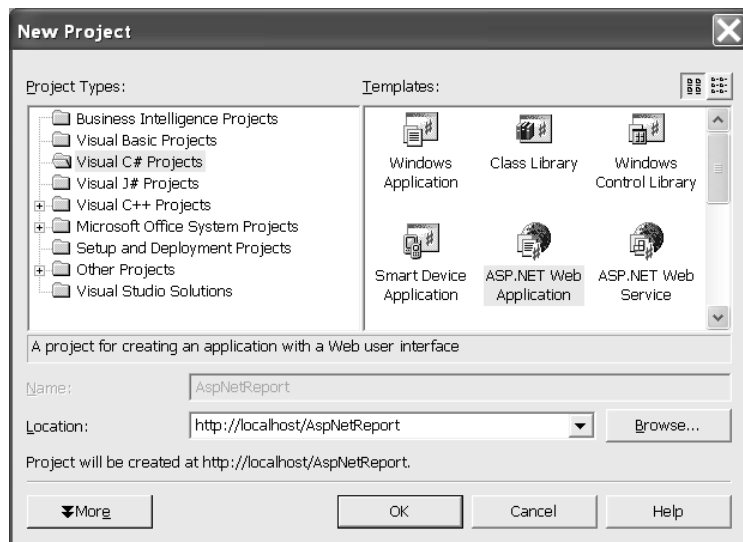 New Project
Project Types:
Templates:
Business Intelligence Projects
Visual Basic Projects
Visual C# Projects
Visual J# Projects
Visual C++ Projects
Microsoft Office System Projects
Setup and Deployment Projects
Other Projects
Visual Studio Solutions
Windows
Application
Class Library
Windows
Control Library
Smart Device
Application
ASP.NET Web
Application
ASP.NET Web
Service
A project for creating an application with a Web user interface
Name:
AspNetReport
Location:
http://localhost/AspNetReport
Browse...
Project will be created at http://localhost/AspNetReport.
More
OK
Cancel
Help